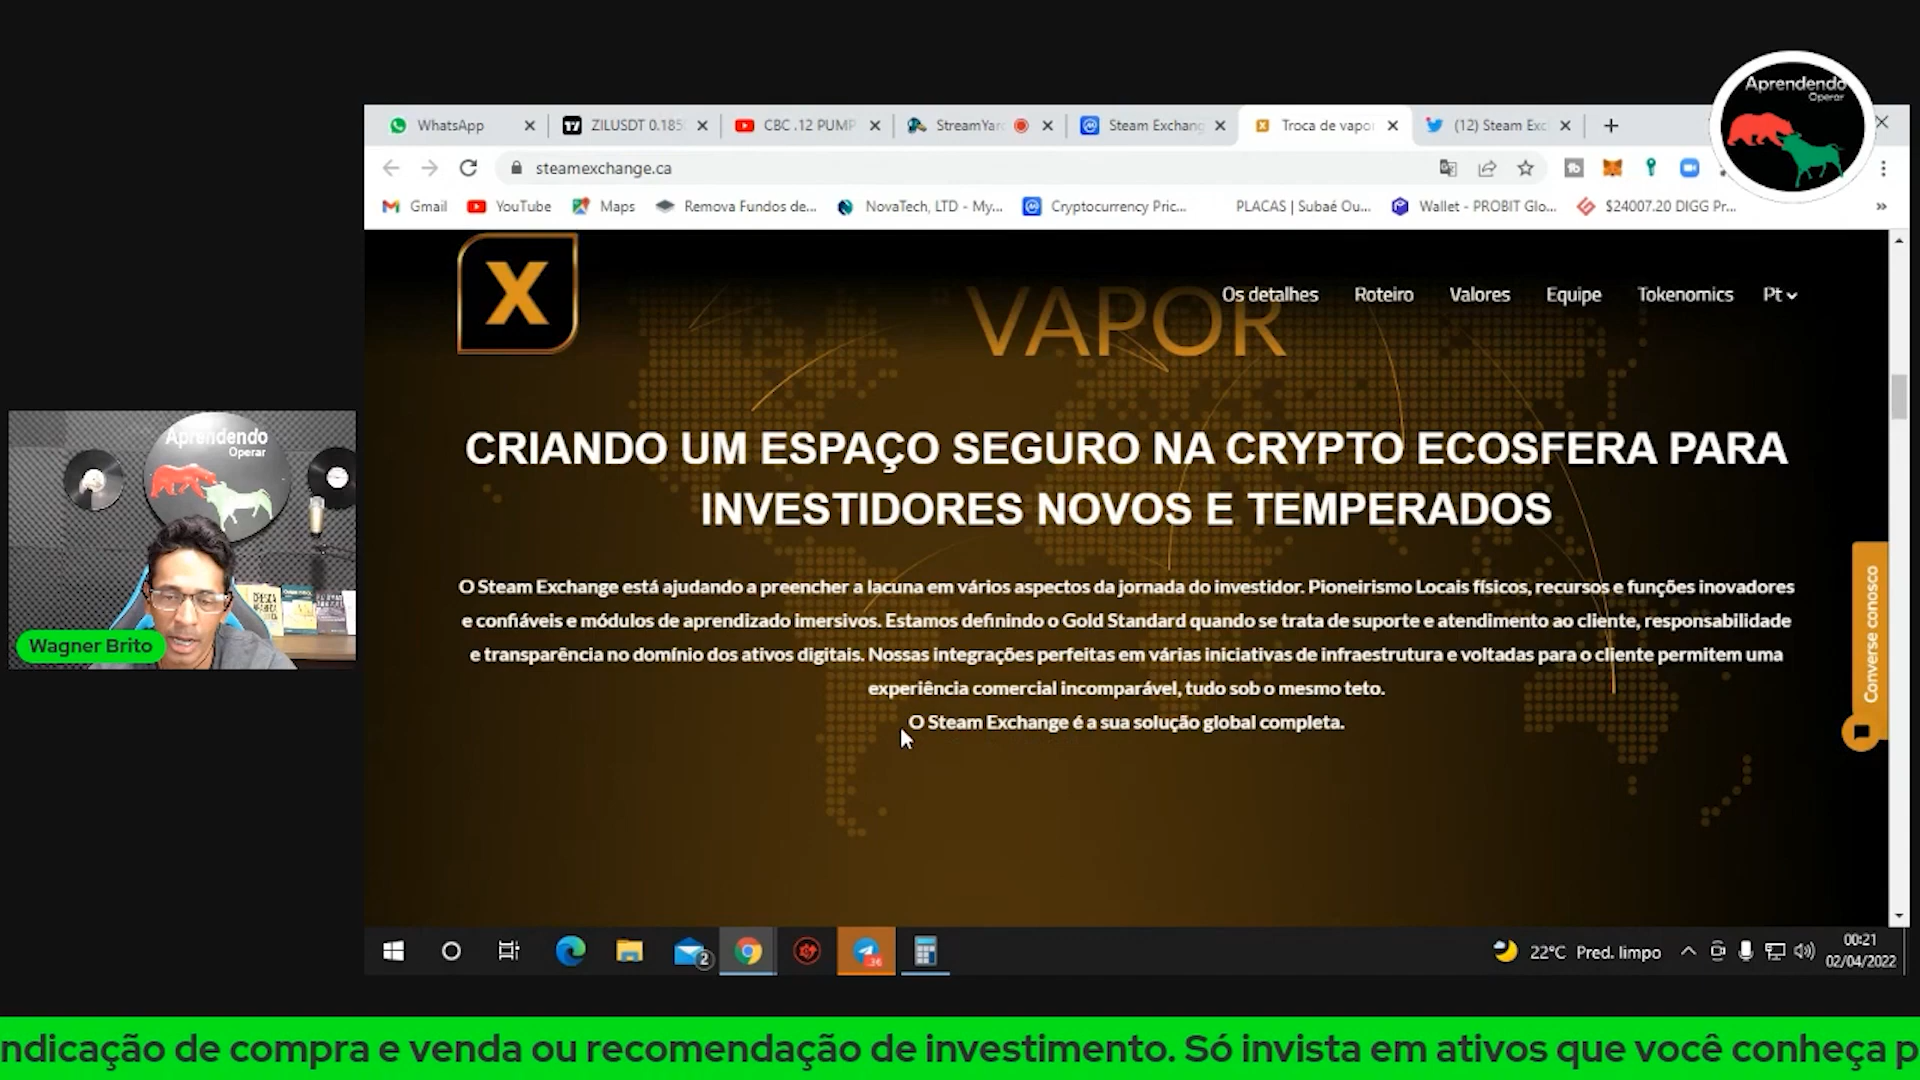 Aprendendo
Operar
WhatsApp
ZILUSDT 0.185
CBC .12 PUMP
StreamYar
Steam Exchang
Troca de vapo
(12) Steam Exc
steamexchange.ca
Gmail
YouTube
Maps
Remova Fundos de...
NovaTech, LTD - My...
Cryptocurrency Pric...
PLACAS | Subaé Ou...
Wallet - PROBIT Glo...
$24007.20 DIGG Pr...
»
X
Os detalhes
Roteiro
Valores
Equipe
Tokenomics
Pt
VAPOR
CRIANDO UM ESPAÇO SEGURO NA CRYPTO ECOSFERA PARA
INVESTIDORES NOVOS E TEMPERADOS
O Steam Exchange está ajudando a preencher a lacuna em vários aspectos da jornada do investidor. Pioneirismo Locais físicos, recursos e funções inovadores
e confiáveis e módulos de aprendizado imersivos. Estamos definindo o Gold Standard quando se trata de suporte e atendimento ao cliente, responsabilidade
e transparência no domínio dos ativos digitais. Nossas integrações perfeitas em várias iniciativas de infraestrutura e voltadas para o cliente permitem uma
experiência comercial incomparável, tudo sob o mesmo teto.
O Steam Exchange é a sua solução global completa.
Converse conosco
Aprendendo
Operar
Wagner Brito
2
36
22°C Pred. limpo
00:21
02/04/2022
ndicação de compra e venda ou recomendação de investimento. Só invista em ativos que você conheça p